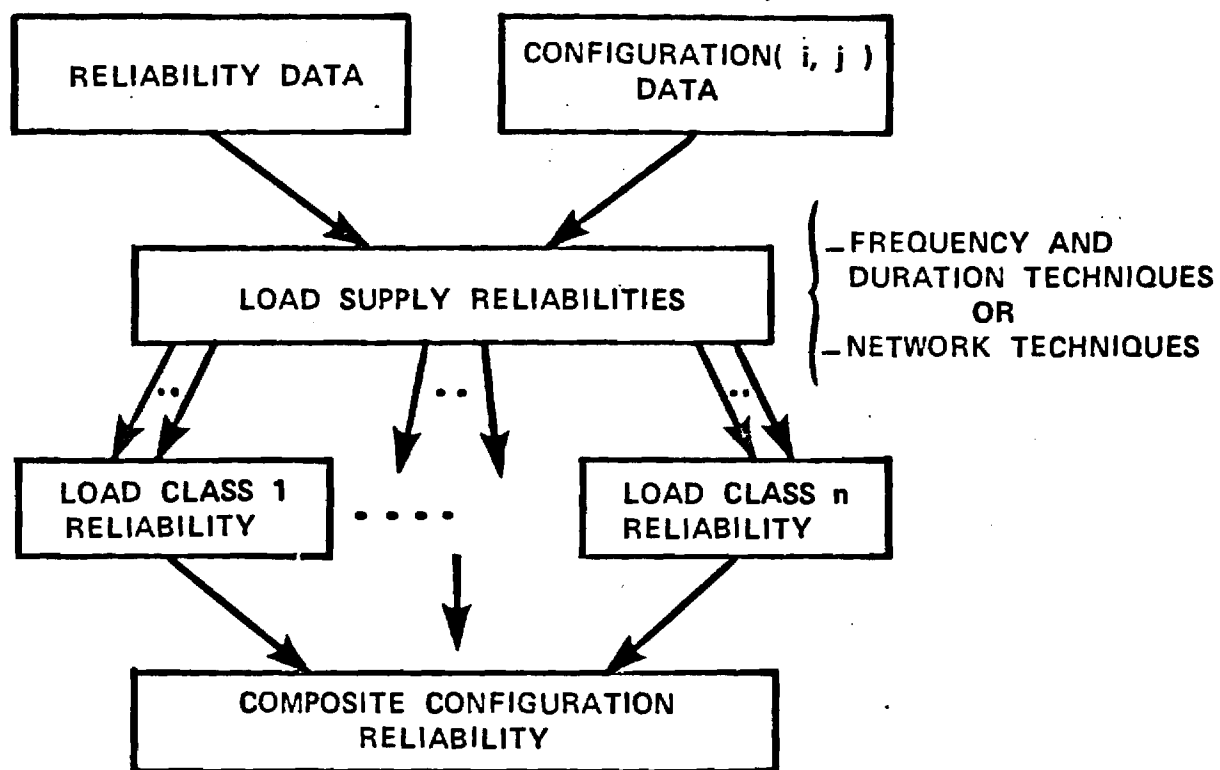 RELIABILITY DATA
CONFIGURATION( i, j )
DATA
LOAD SUPPLY RELIABILITIES
–FREQUENCY AND
DURATION TECHNIQUES
OR
–NETWORK TECHNIQUES
LOAD CLASS 1
RELIABILITY
LOAD CLASS n
RELIABILITY
COMPOSITE CONFIGURATION
RELIABILITY